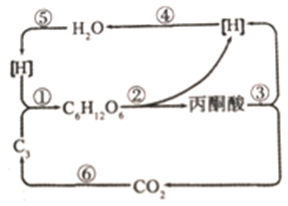 ⑤ H₂O ④ [H]
[H]
① C₆H₁₂O₆ ② 丙酮酸 ③
C₃
⑥ CO₂